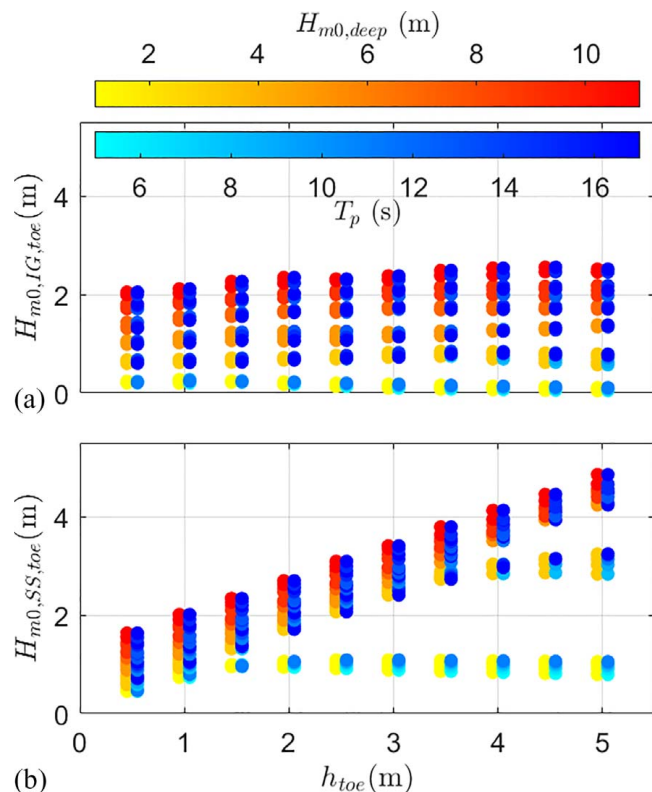 H_{m0,deep} (m)
2 4 6 8 10
6 8 10 12 14 16
T_p (s)
H_{m0,IG,toe}(m)
4
2
0
(a)
H_{m0,SS,toe}(m)
4
2
0
0 1 2 3 4 5
h_{toe}(m)
(b)